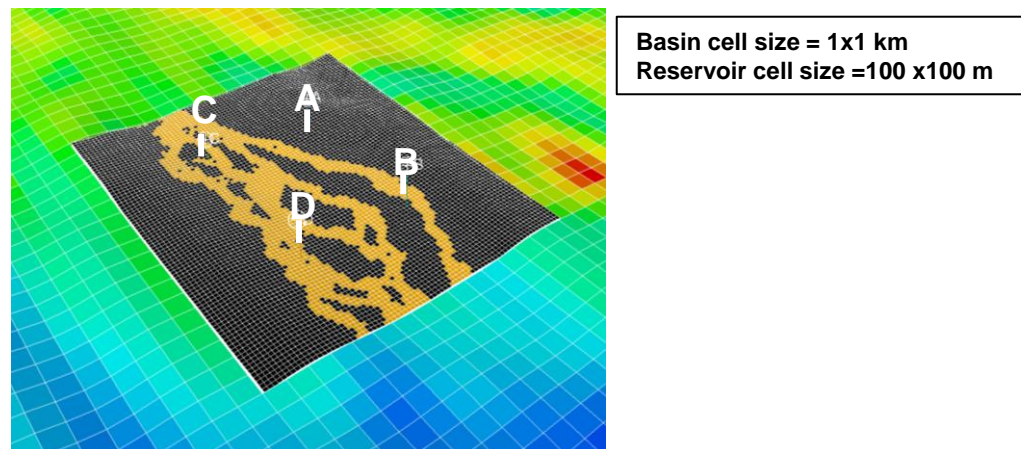 A
C
B
D
Basin cell size = 1x1 km
Reservoir cell size =100 x100 m